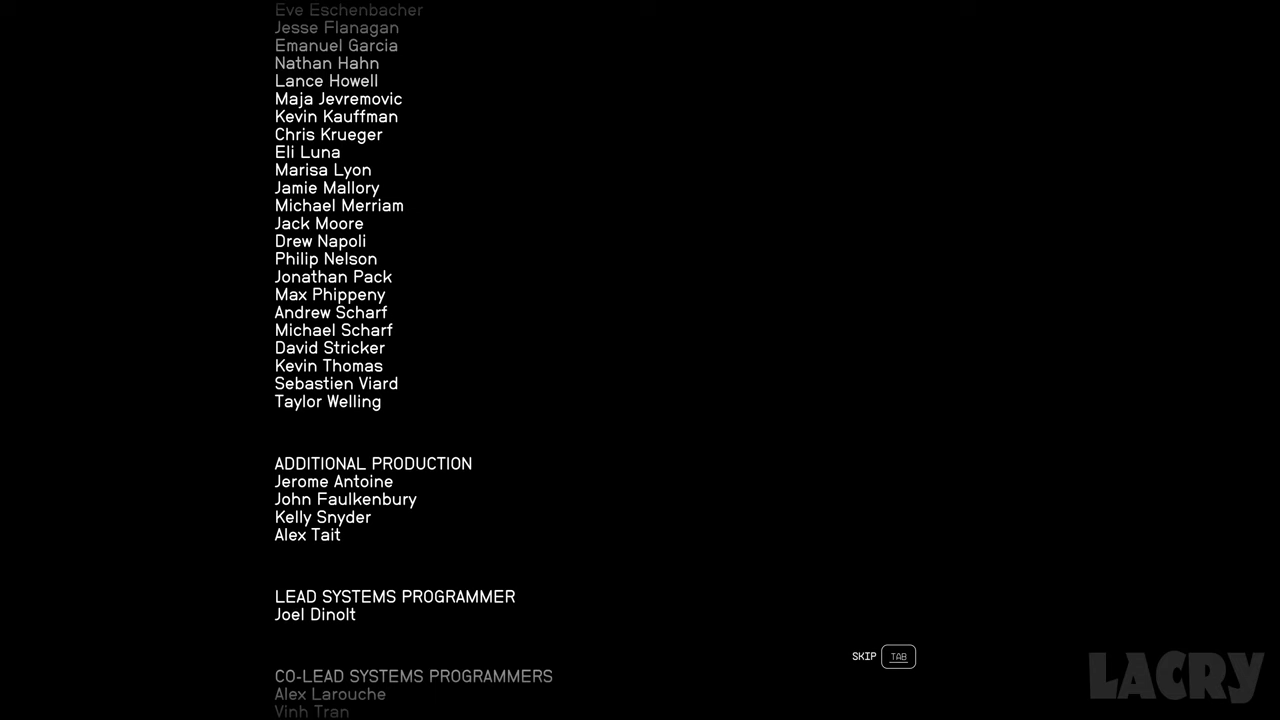 Eve Eschenbacher
Jesse Flanagan
Emanuel Garcia
Nathan Hahn
Lance Howell
Maja Jevremovic
Kevin Kauffman
Chris Krueger
Eli Luna
Marisa Lyon
Jamie Mallory
Michael Merriam
Jack Moore
Drew Napoli
Philip Nelson
Jonathan Pack
Max Phippeny
Andrew Scharf
Michael Scharf
David Stricker
Kevin Thomas
Sebastien Viard
Taylor Welling
ADDITIONAL PRODUCTION
Jerome Antoine
John Faulkenbury
Kelly Snyder
Alex Tait
LEAD SYSTEMS PROGRAMMER
Joel Dinolt
SKIP TAB
CO-LEAD SYSTEMS PROGRAMMERS
Alex Larouche
Vinh Tran
LACRY